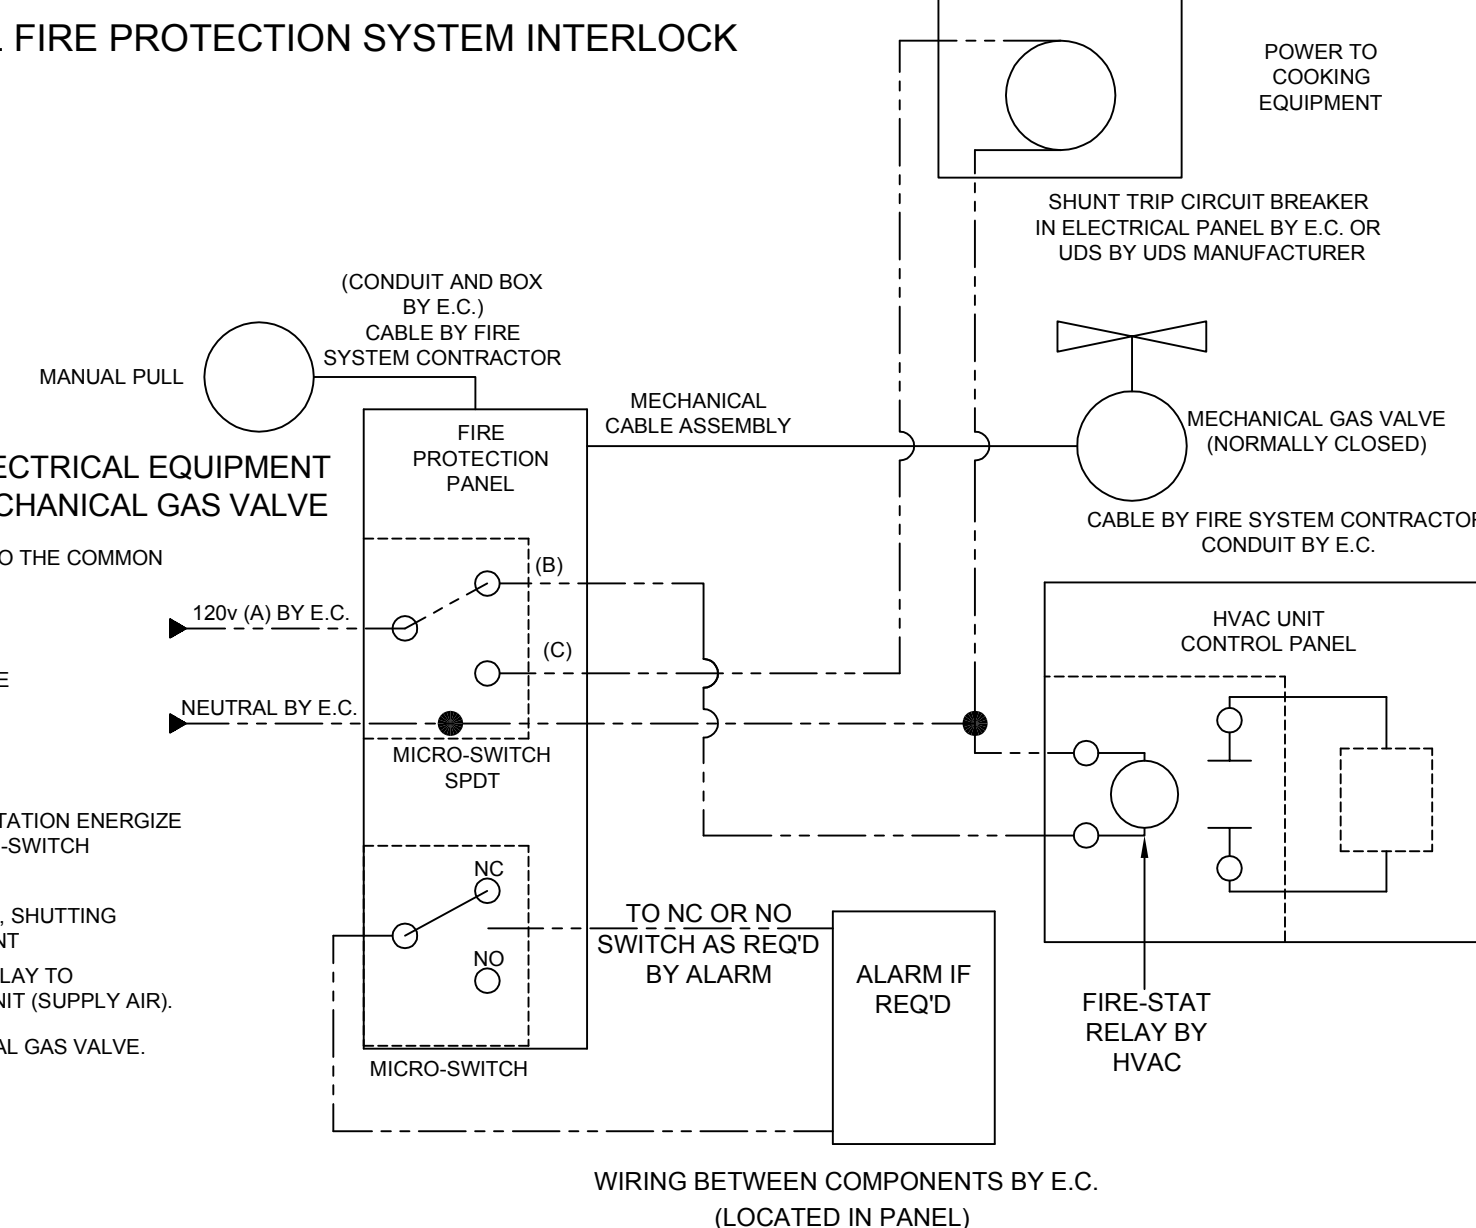 FIRE PROTECTION SYSTEM INTERLOCK
POWER TO
COOKING
EQUIPMENT
SHUNT TRIP CIRCUIT BREAKER
IN ELECTRICAL PANEL BY E.C. OR
UDS BY UDS MANUFACTURER
(CONDUIT AND BOX
BY E.C.)
CABLE BY FIRE
SYSTEM CONTRACTOR
MANUAL PULL
MECHANICAL
CABLE ASSEMBLY
MECHANICAL GAS VALVE
(NORMALLY CLOSED)
CABLE BY FIRE SYSTEM CONTRACTOR
CONDUIT BY E.C.
FIRE
PROTECTION
PANEL
ECTRICAL EQUIPMENT
CHANICAL GAS VALVE
O THE COMMON
(B)
120v (A) BY E.C.
(C)
E
NEUTRAL BY E.C.
MICRO-SWITCH
SPDT
HVAC UNIT
CONTROL PANEL
TATION ENERGIZE
-SWITCH
, SHUTTING
NT
LAY TO
NIT (SUPPLY AIR).
AL GAS VALVE.
NC
NO
MICRO-SWITCH
TO NC OR NO
SWITCH AS REQ'D
BY ALARM
ALARM IF
REQ'D
FIRE-STAT
RELAY BY
HVAC
WIRING BETWEEN COMPONENTS BY E.C.
(LOCATED IN PANEL)